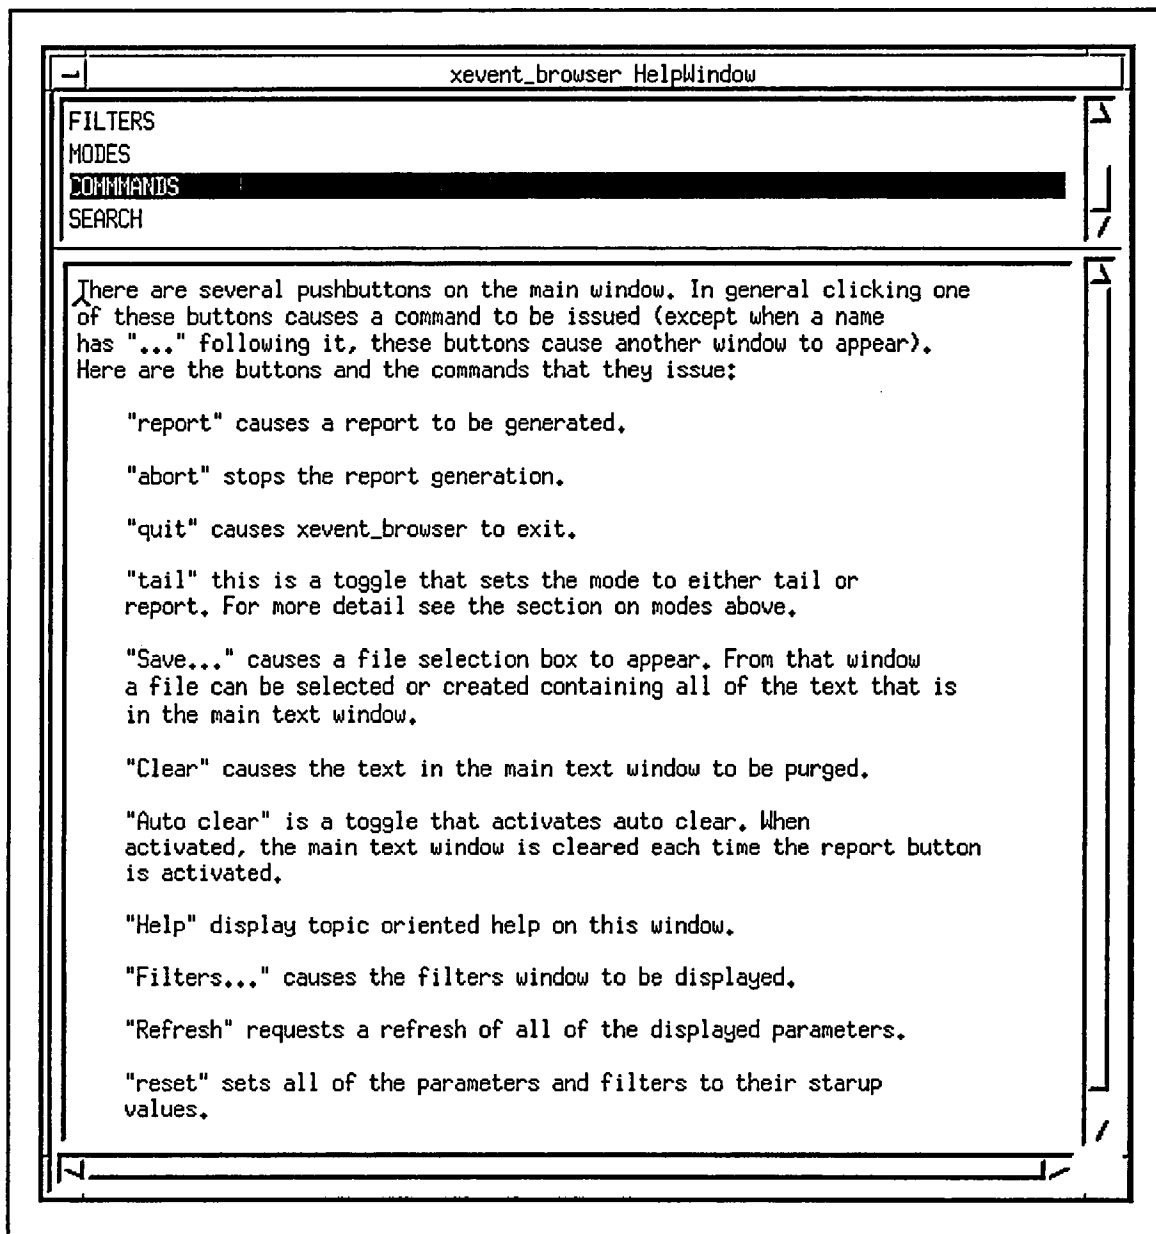 xevent_browser HelpWindow
FILTERS
MODES
COMMMANDS
SEARCH
There are several pushbuttons on the main window. In general clicking one
of these buttons causes a command to be issued (except when a name
has "..." following it, these buttons cause another window to appear).
Here are the buttons and the commands that they issue:
"report" causes a report to be generated.
"abort" stops the report generation.
"quit" causes xevent_browser to exit.
"tail" this is a toggle that sets the mode to either tail or
report. For more detail see the section on modes above.
"Save..." causes a file selection box to appear. From that window
a file can be selected or created containing all of the text that is
in the main text window.
"Clear" causes the text in the main text window to be purged.
"Auto clear" is a toggle that activates auto clear. When
activated, the main text window is cleared each time the report button
is activated.
"Help" display topic oriented help on this window.
"Filters..." causes the filters window to be displayed.
"Refresh" requests a refresh of all of the displayed parameters.
"reset" sets all of the parameters and filters to their starup
values.